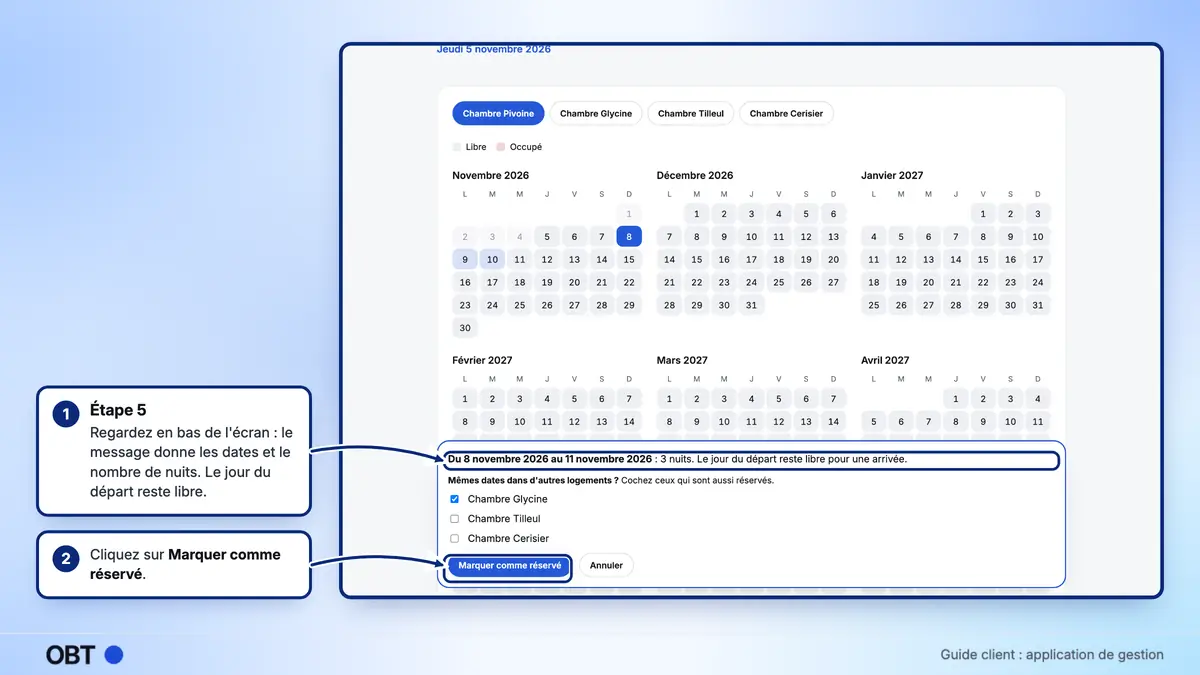 Jeudi 5 novembre 2026
Chambre Pivoine Chambre Glycine Chambre Tilleul Chambre Cerisier
Libre Occupé
Novembre 2026
L M M J V S D
1
2 3 4 5 6 7 8
9 10 11 12 13 14 15
16 17 18 19 20 21 22
23 24 25 26 27 28 29
30
Décembre 2026
L M M J V S D
1 2 3 4 5 6
7 8 9 10 11 12 13
14 15 16 17 18 19 20
21 22 23 24 25 26 27
28 29 30 31
Janvier 2027
L M M J V S D
1 2 3
4 5 6 7 8 9 10
11 12 13 14 15 16 17
18 19 20 21 22 23 24
25 26 27 28 29 30 31
Février 2027
L M M J V S D
1 2 3 4 5 6 7
8 9 10 11 12 13 14
Mars 2027
L M M J V S D
1 2 3 4 5 6 7
8 9 10 11 12 13 14
Avril 2027
L M M J V S D
1 2 3 4
5 6 7 8 9 10 11
1 Étape 5
Regardez en bas de l'écran : le
message donne les dates et le
nombre de nuits. Le jour du
départ reste libre.
2 Cliquez sur Marquer comme
réservé.
Du 8 novembre 2026 au 11 novembre 2026 : 3 nuits. Le jour du départ reste libre pour une arrivée.
Mêmes dates dans d'autres logements ? Cochez ceux qui sont aussi réservés.
Chambre Glycine
Chambre Tilleul
Chambre Cerisier
Marquer comme réservé Annuler
OBT
Guide client : application de gestion